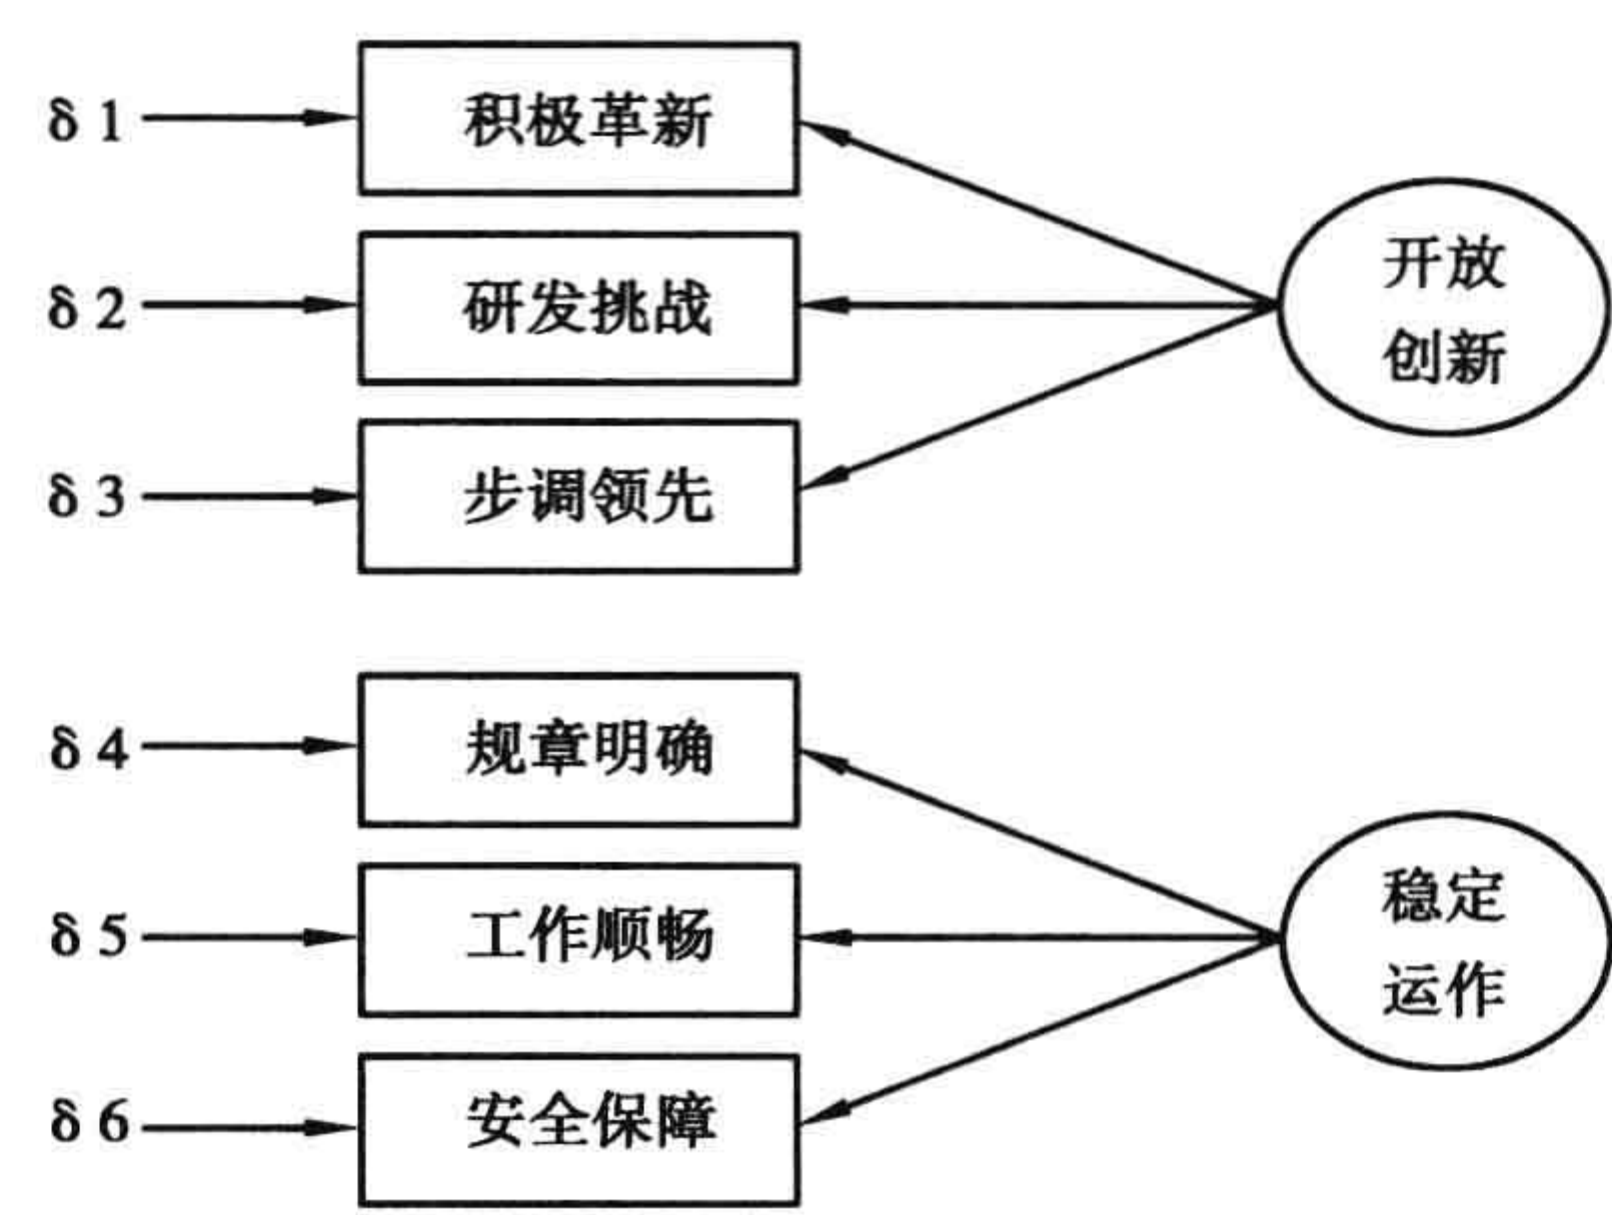 δ 1
积极革新
δ 2
研发挑战
δ 3
步调领先
开放
创新
δ 4
规章明确
δ 5
工作顺畅
δ 6
安全保障
稳定
运作